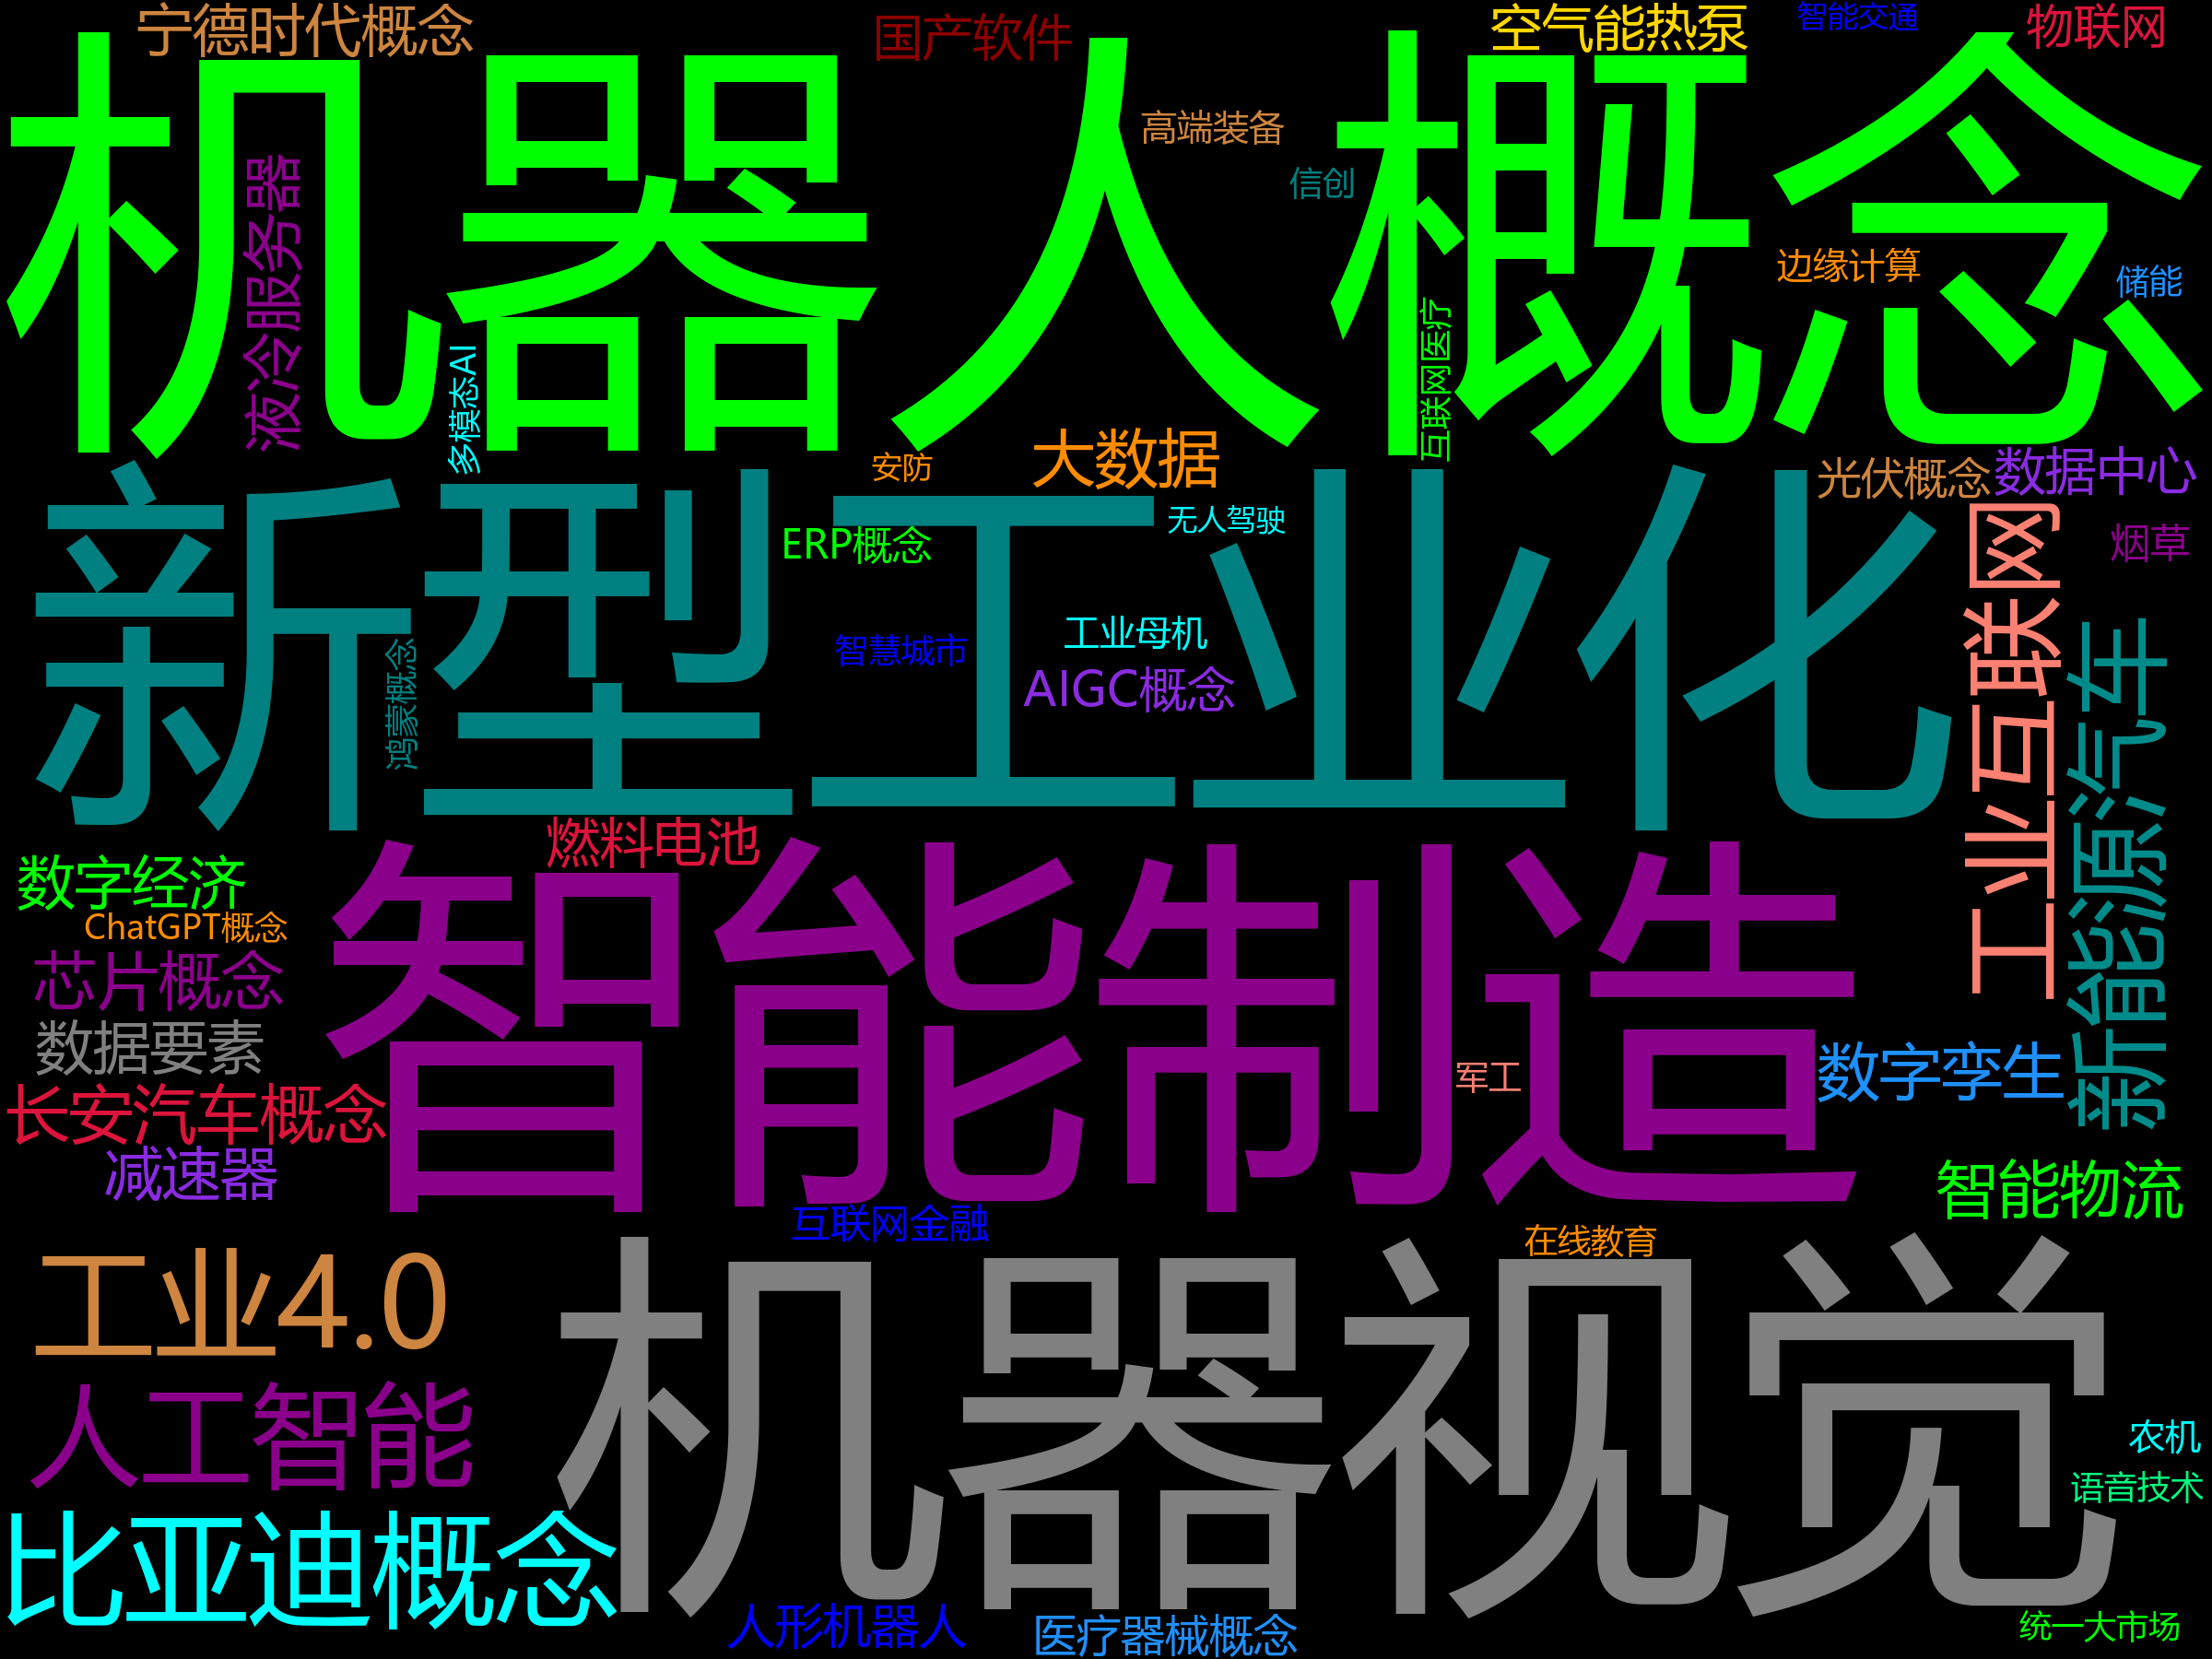 宁德时代概念
国产软件
空气能热泵
智能交通
物联网
机器人概念
高端装备
信创
液冷服务器
边缘计算
储能
多模态AI
互联网医疗
大数据
安防
光伏概念
数据中心
无人驾驶
ERP概念
烟草
新型工业化
工业互联网
鸿蒙概念
智慧城市
工业母机
AIGC概念
新能源汽车
燃料电池
数字经济
ChatGPT概念
芯片概念
智能制造
数据要素
军工
数字孪生
长安汽车概念
减速器
智能物流
互联网金融
在线教育
工业4.0
机器视觉
人工智能
农机
语音技术
比亚迪概念
人形机器人
医疗器械概念
统一大市场